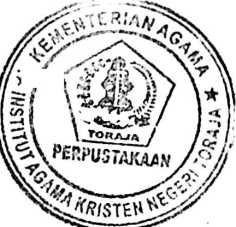 KEMENTERIAN AGAMA
TORAJA
PERPUSTAKAAN
INSTITUT AGAMA KRISTEN NEGERI TORAJA